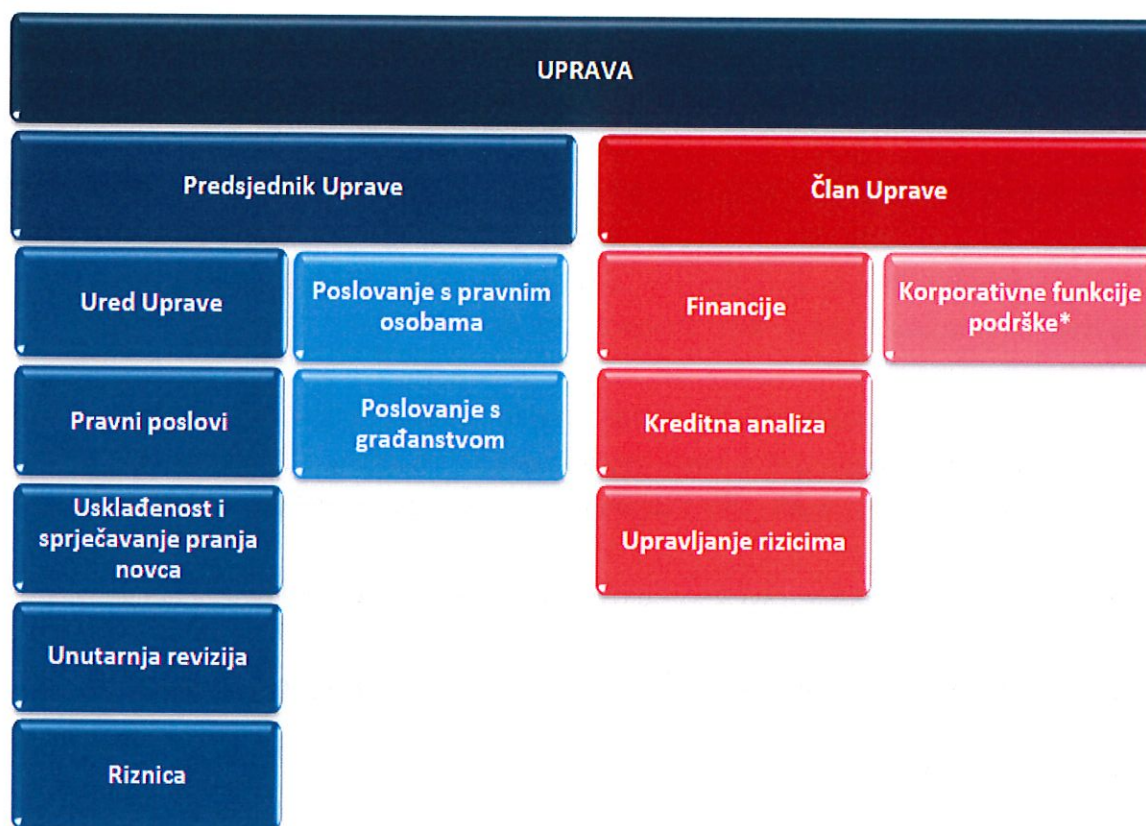 UPRAVA
Predsjednik Uprave
Član Uprave
Ured Uprave
Poslovanje s pravnim
osobama
Financije
Korporativne funkcije
podrške*
Pravni poslovi
Poslovanje s
građanstvom
Kreditna analiza
Usklađenost i
sprječavanje pranja
novca
Upravljanje rizicima
Unutarnja revizija
Riznica